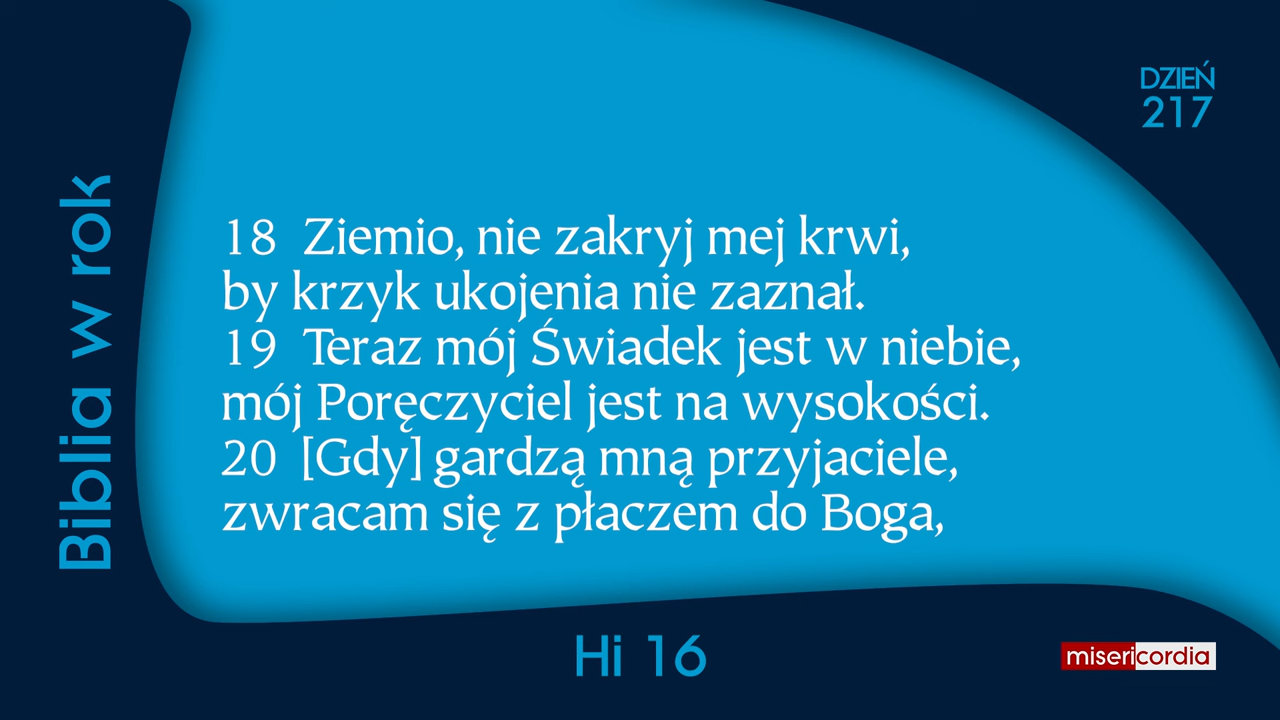 DZIEŃ
217
Biblia w rok
18 Ziemio, nie zakryj mej krwi,
by krzyk ukojenia nie zaznał.
19 Teraz mój Świadek jest w niebie,
mój Poręczyciel jest na wysokości.
20 [Gdy] gardzą mną przyjaciele,
zwracam się z płaczem do Boga,
Hi 16
misericordia